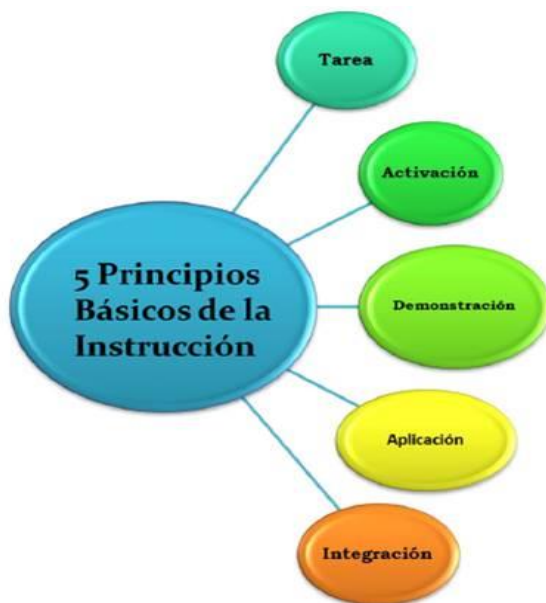 Tarea
Activación
5 Principios
Básicos de la
Instrucción
Demonstración
Aplicación
Integración